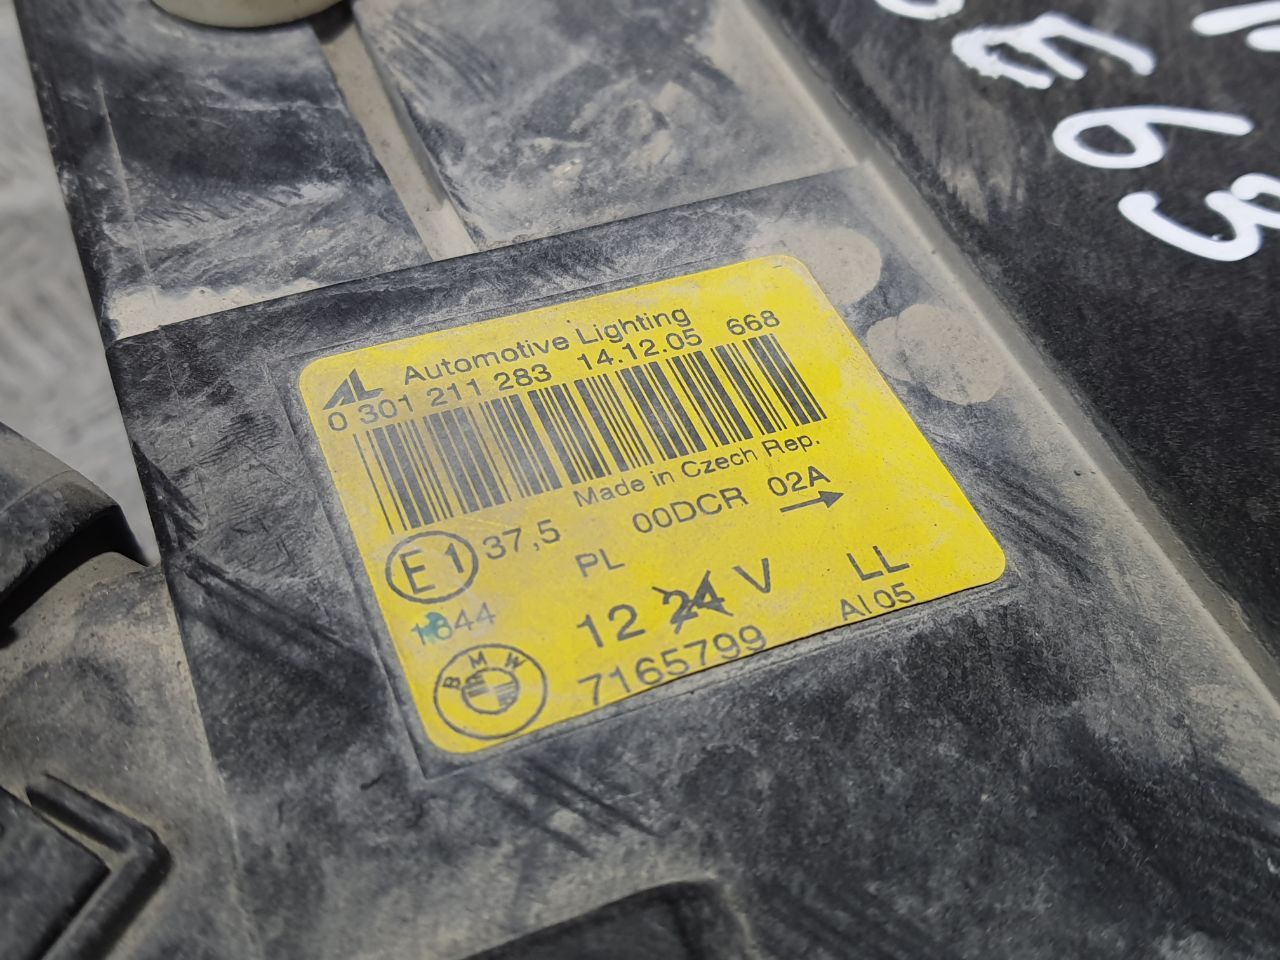 E63
AL Automotive Lighting
0 301 211 283 14.12.05 668
Made in Czech Rep.
E1 37,5 00DCR 02A
PL
1844
12 24 V LL
BMW 7165799 AI05